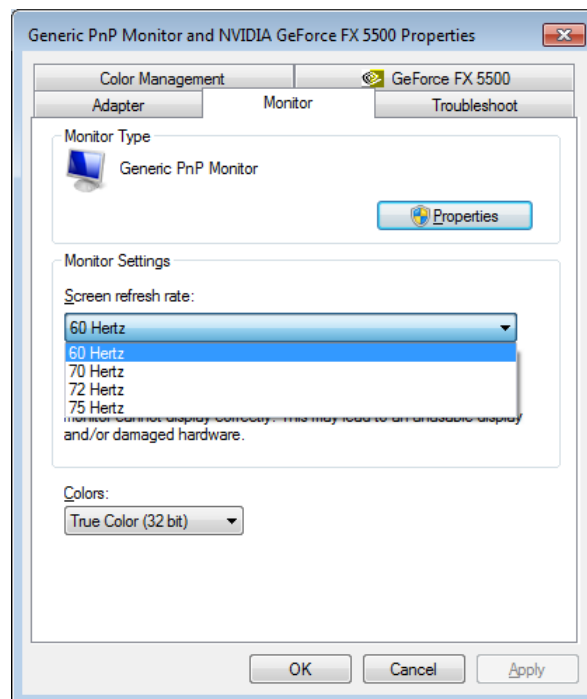 Generic PnP Monitor and NVIDIA GeForce FX 5500 Properties
Color Management
GeForce FX 5500
Adapter
Monitor
Troubleshoot
Monitor Type
Generic PnP Monitor
Properties
Monitor Settings
Screen refresh rate:
60 Hertz
60 Hertz
70 Hertz
72 Hertz
75 Hertz
monitor cannot display correctly. This may lead to an unusable display
and/or damaged hardware.
Colors:
True Color (32 bit)
OK
Cancel
Apply